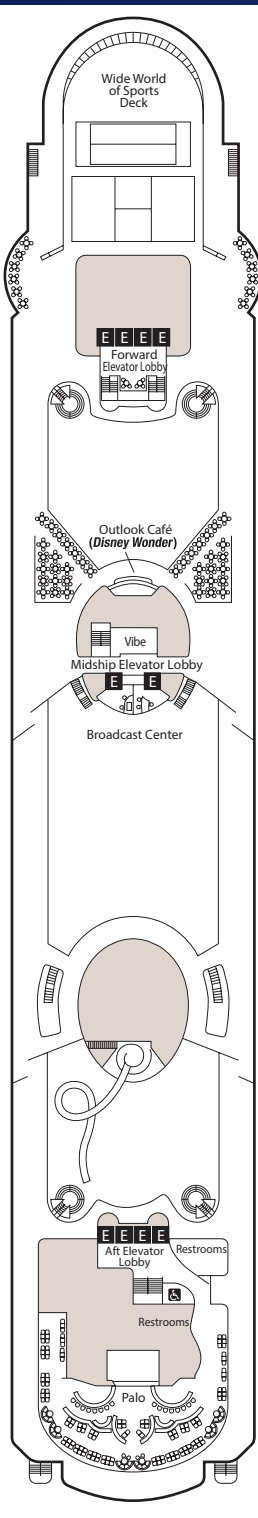 Wide World
of Sports
Deck
E E E E
Forward
Elevator Lobby
Outlook Café
(Disney Wonder)
Vibe
Midship Elevator Lobby
E E
Broadcast Center
E E E E
Aft Elevator
Lobby
Restrooms
Restrooms
Palo